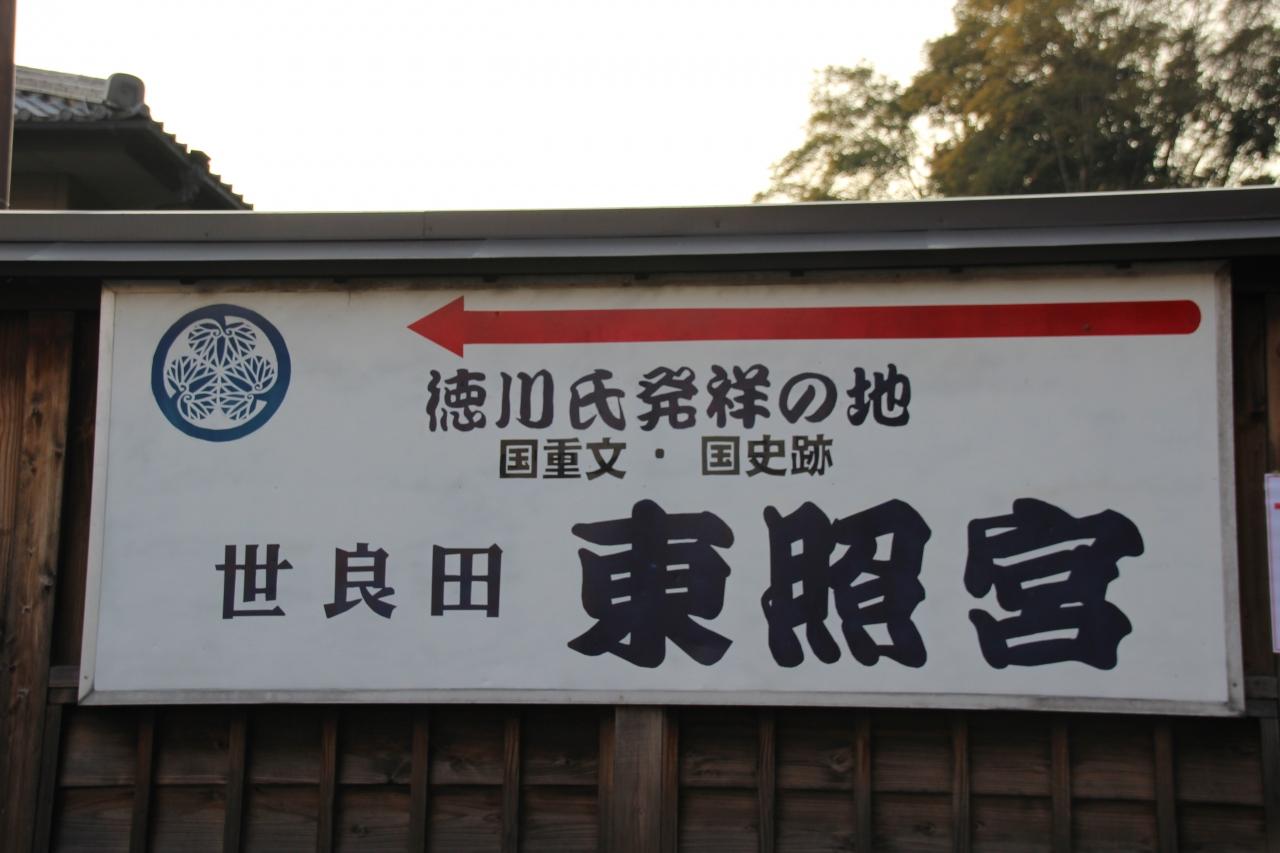 徳川氏発祥の地
国重文・国史跡
世良田 東照宮